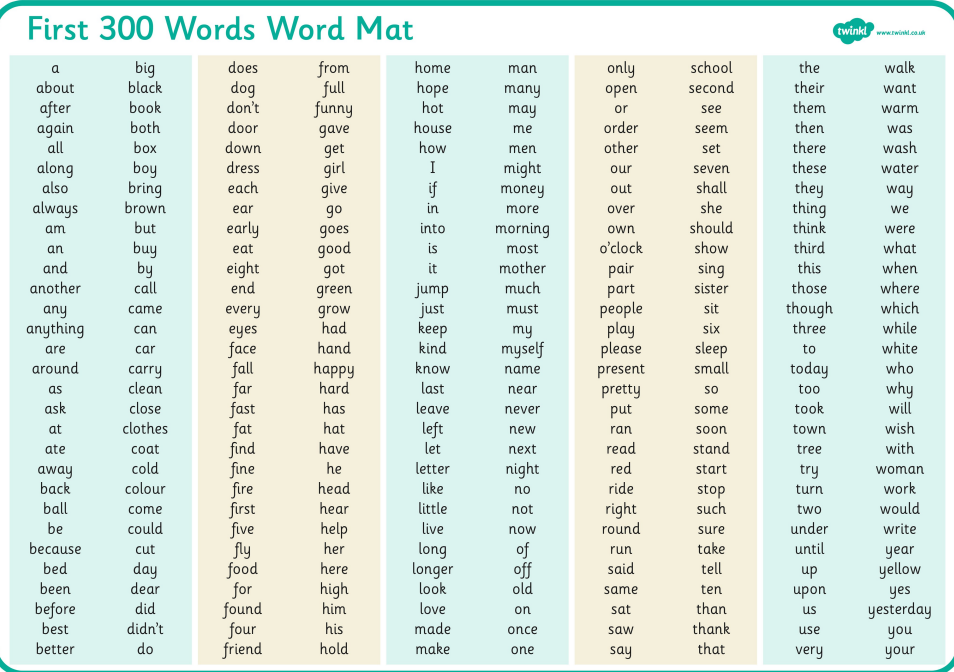 First 300 Words Word Mat
twinkl www.twinkl.co.uk
a
about
after
again
all
along
also
always
am
an
and
another
any
anything
are
around
as
ask
at
ate
away
back
ball
be
because
bed
been
before
best
better
big
black
book
both
box
boy
bring
brown
but
buy
by
call
came
can
car
carry
clean
close
clothes
coat
cold
colour
come
could
cut
day
dear
did
didn't
do
does
dog
don't
door
down
dress
each
ear
early
eat
eight
end
every
eyes
face
fall
far
fast
fat
find
fine
fire
first
five
fly
food
for
found
four
friend
from
full
funny
gave
get
girl
give
go
goes
good
got
green
grow
had
hand
happy
hard
has
hat
have
he
head
hear
help
her
here
high
him
his
hold
home
hope
hot
house
how
I
if
in
into
is
it
jump
just
keep
kind
know
last
leave
left
let
letter
like
little
live
long
longer
look
love
made
make
man
many
may
me
men
might
money
more
morning
most
mother
much
must
my
myself
name
near
never
new
next
night
no
not
now
of
off
old
on
once
one
only
open
or
order
other
our
out
over
own
o'clock
pair
part
people
play
please
present
pretty
put
ran
read
red
ride
right
round
run
said
same
sat
saw
say
school
second
see
seem
set
seven
shall
she
should
show
sing
sister
sit
six
sleep
small
so
some
soon
stand
start
stop
such
sure
take
tell
ten
than
thank
that
the
their
them
then
there
these
they
thing
think
third
this
those
though
three
to
today
too
took
town
tree
try
turn
two
under
until
up
upon
us
use
very
walk
want
warm
was
wash
water
way
we
were
what
when
where
which
while
white
who
why
will
wish
with
woman
work
would
write
year
yellow
yes
yesterday
you
your